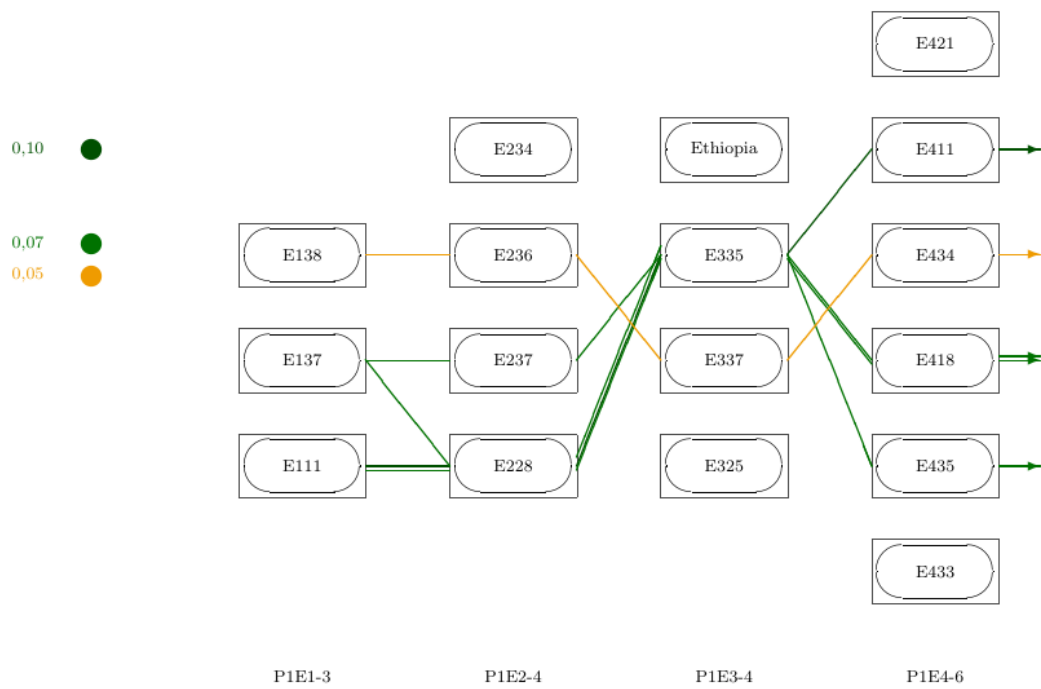 E421
0,10
E234
Ethiopia
E411
0,07
0,05
E138
E236
E335
E434
E137
E237
E337
E418
E111
E228
E325
E435
E433
P1E1-3
P1E2-4
P1E3-4
P1E4-6